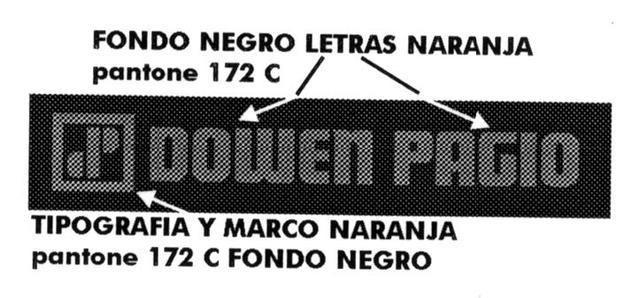 FONDO NEGRO LETRAS NARANJA
pantone 172 C
DOWEN PAGIO
TIPOGRAFIA Y MARCO NARANJA
pantone 172 C FONDO NEGRO